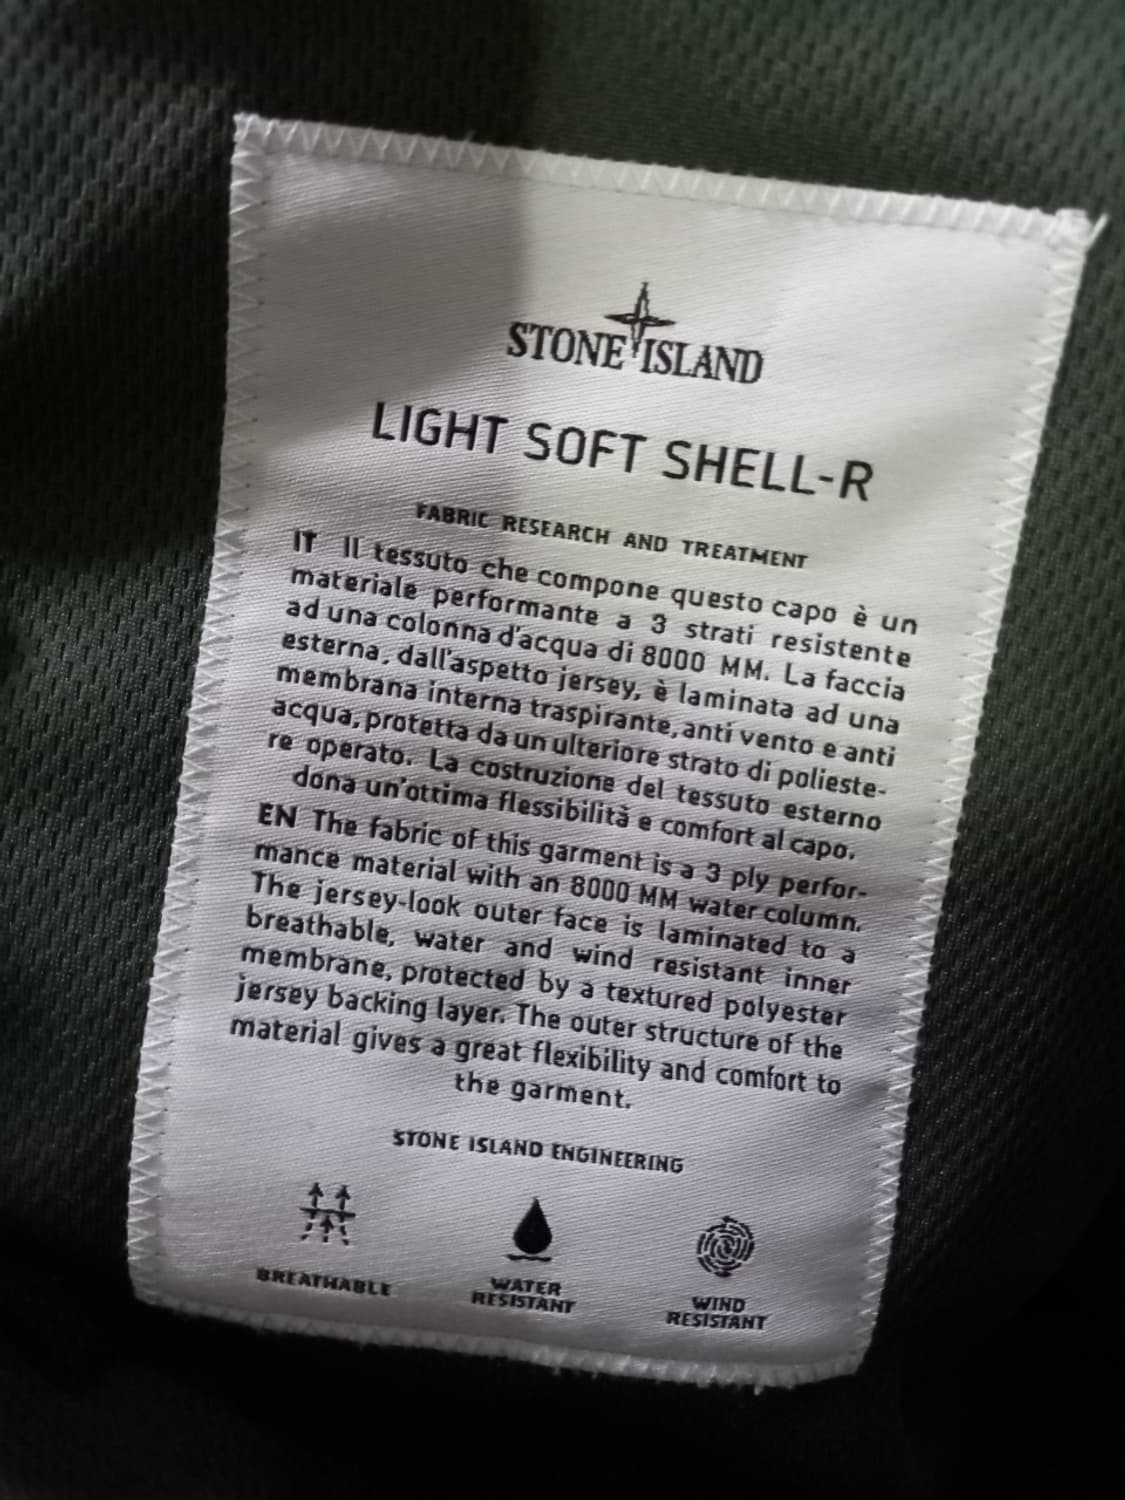 STONE ISLAND
LIGHT SOFT SHELL-R
FABRIC RESEARCH AND TREATMENT
IT Il tessuto che compone questo capo è un
materiale performante a 3 strati resistente
ad una colonna d'acqua di 8000 MM. La faccia
esterna, dall'aspetto jersey, è laminata ad una
membrana interna traspirante, anti vento e anti
acqua, protetta da un ulteriore strato di polieste-
re operato. La costruzione del tessuto esterno
dona un'ottima flessibilità e comfort al capo.
EN The fabric of this garment is a 3 ply perfor-
mance material with an 8000 MM water column.
The jersey-look outer face is laminated to a
breathable, water and wind resistant inner
membrane, protected by a textured polyester
jersey backing layer. The outer structure of the
material gives a great flexibility and comfort to
the garment.
STONE ISLAND ENGINEERING
BREATHABLE
WATER
RESISTANT
WIND
RESISTANT